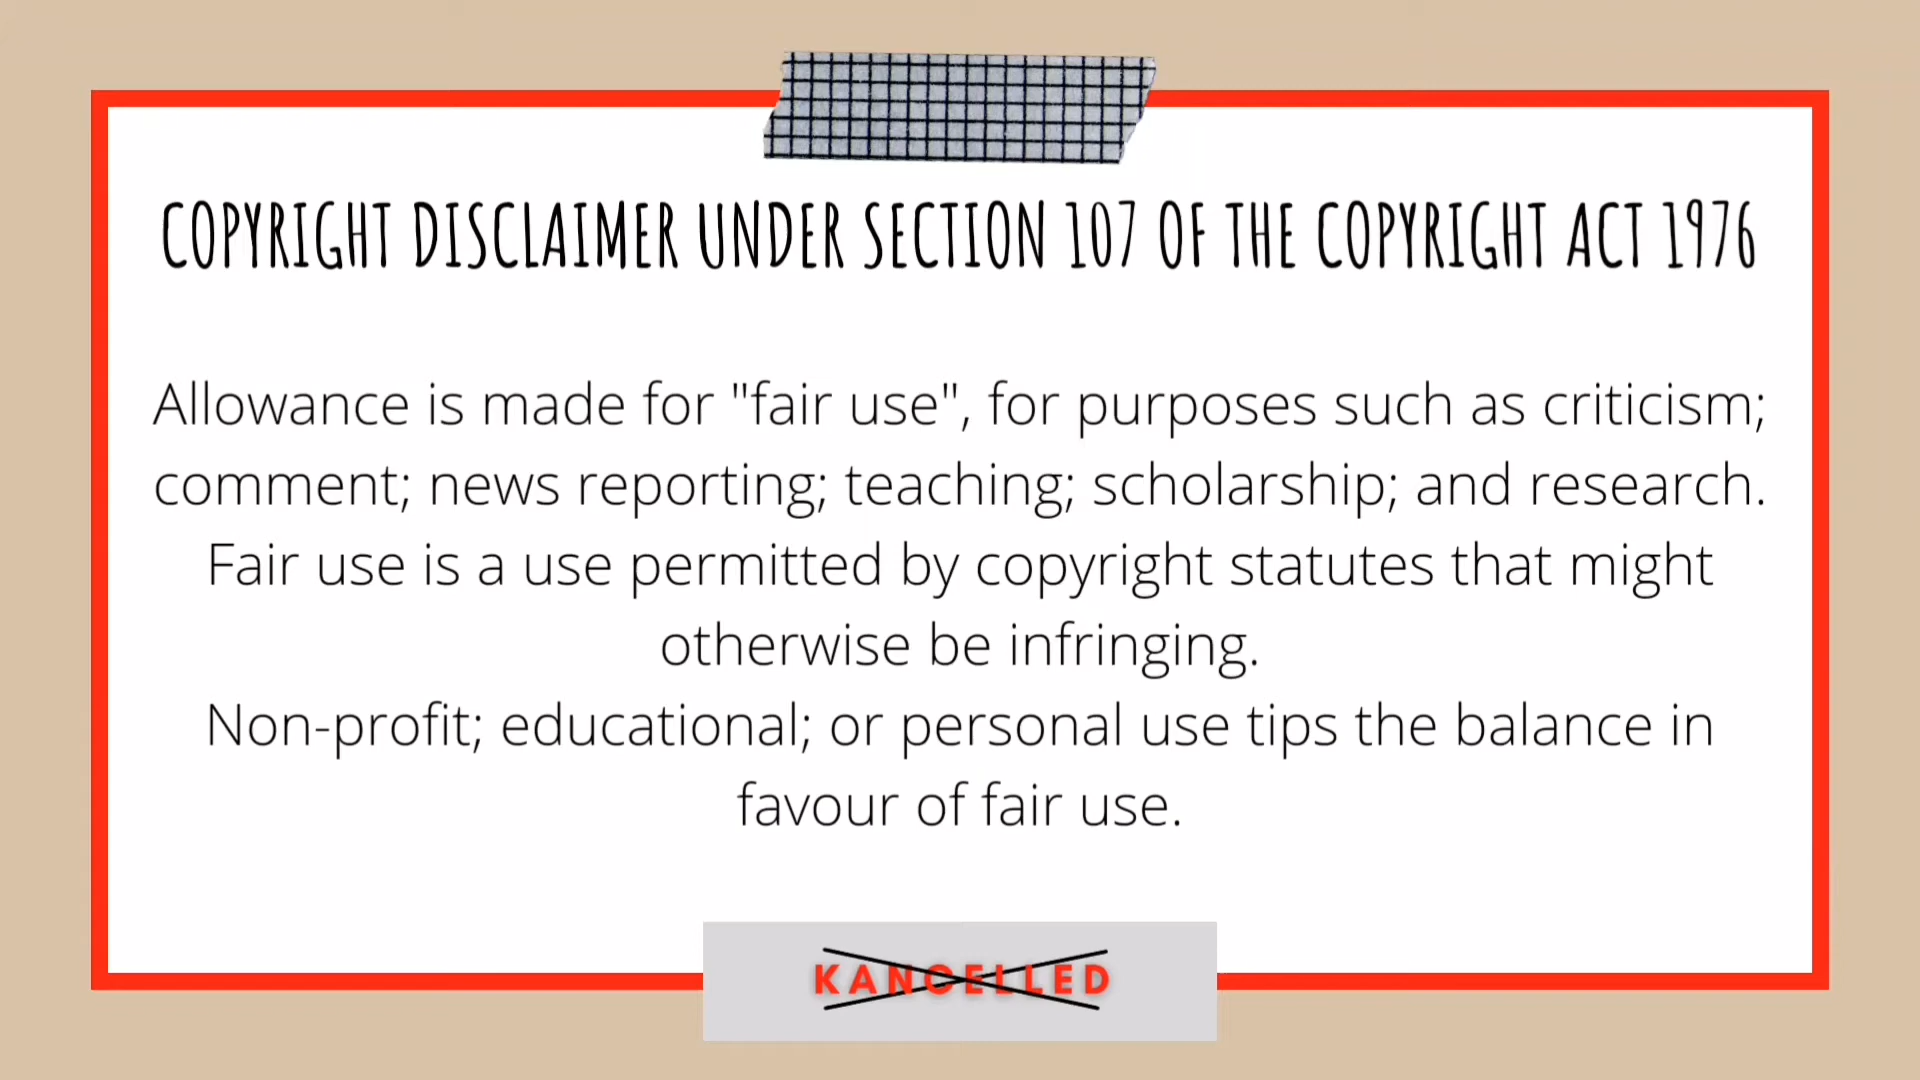 COPYRIGHT DISCLAIMER UNDER SECTION 107 OF THE COPYRIGHT ACT 1976
Allowance is made for "fair use", for purposes such as criticism;
comment; news reporting; teaching; scholarship; and research.
Fair use is a use permitted by copyright statutes that might
otherwise be infringing.
Non-profit; educational; or personal use tips the balance in
favour of fair use.
KANCELLED